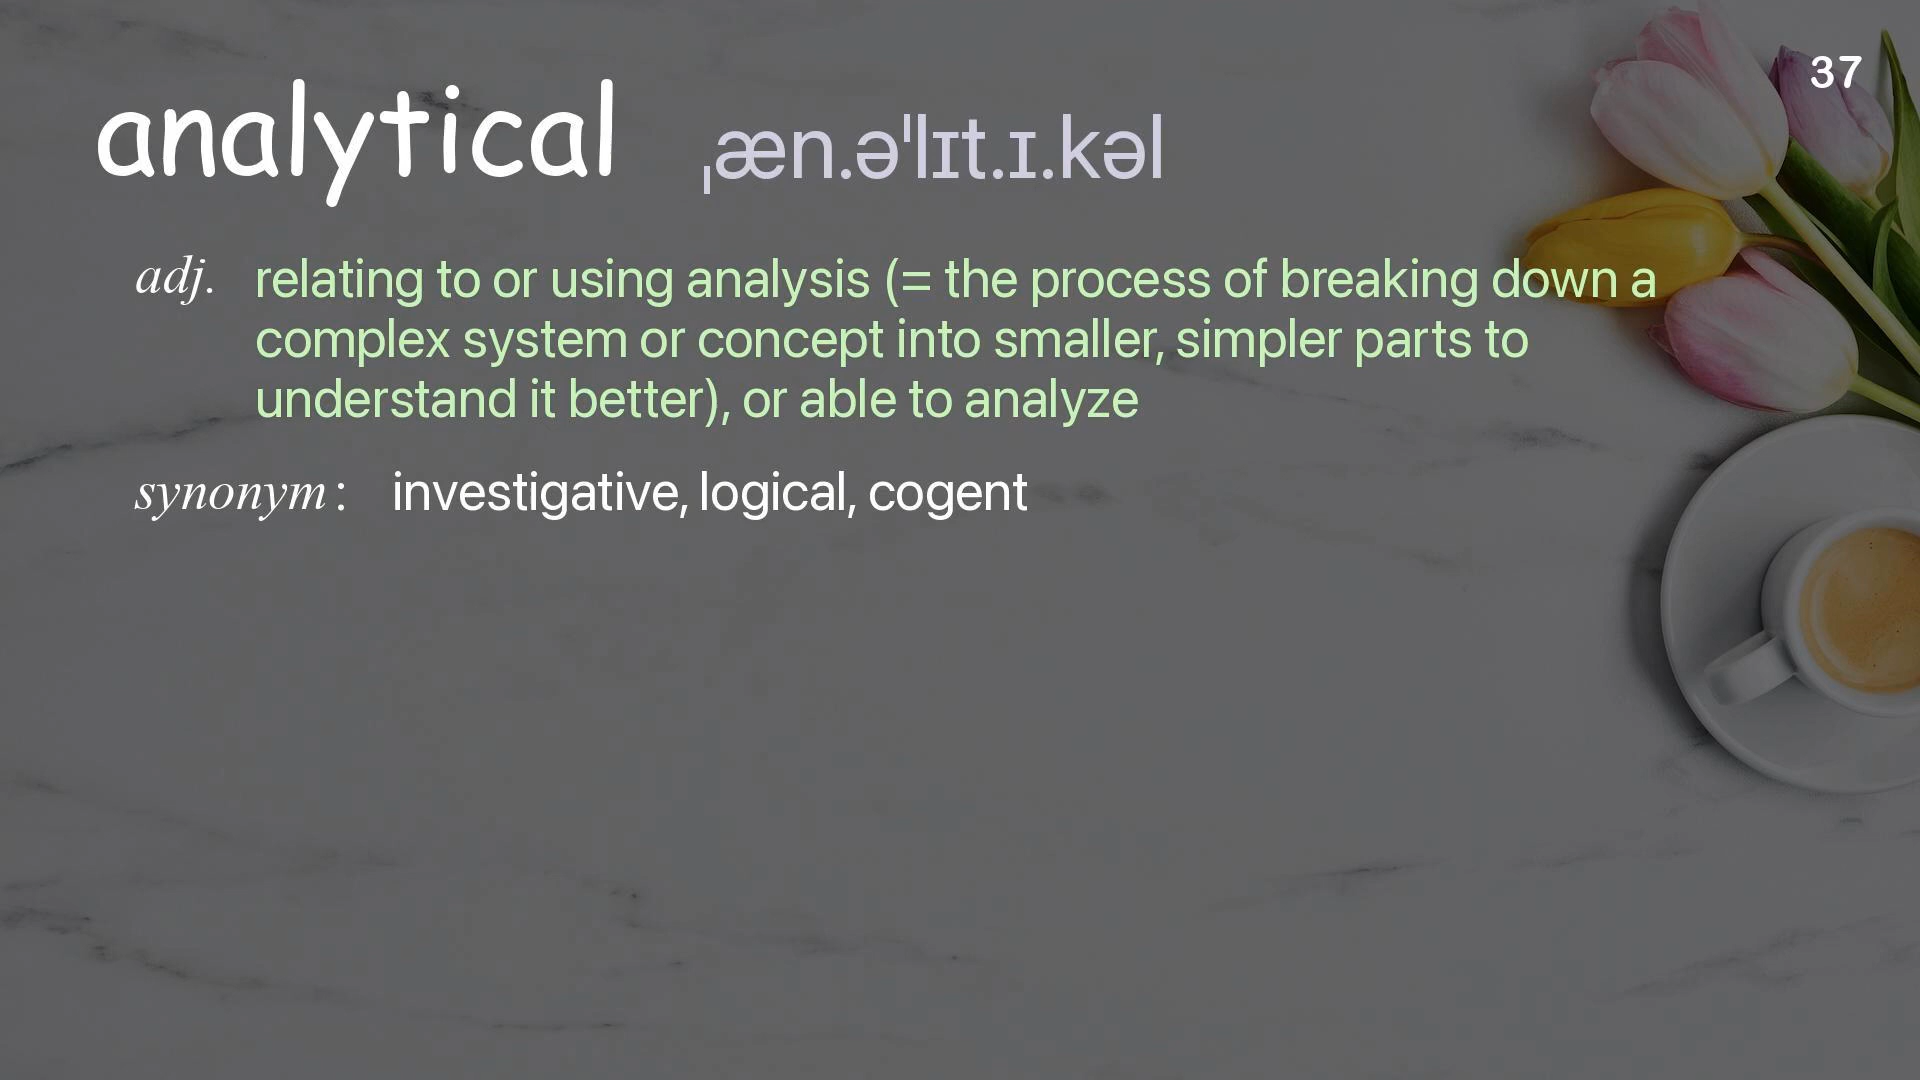 37
analytical ˌæn.əˈlɪt.ɪ.kəl
adj. relating to or using analysis (= the process of breaking down a
complex system or concept into smaller, simpler parts to
understand it better), or able to analyze
synonym : investigative, logical, cogent